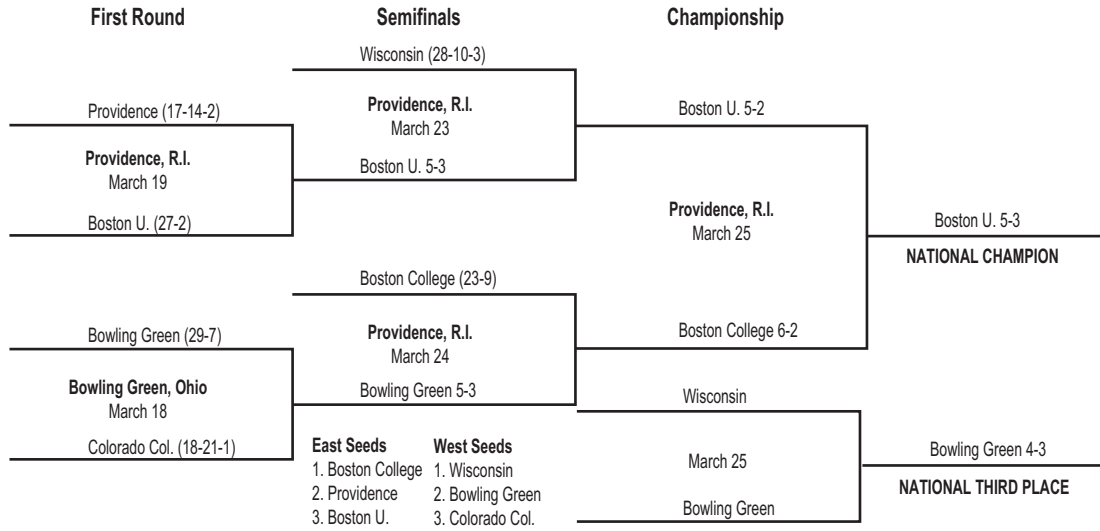 First Round
Semifinals
Championship
Wisconsin (28-10-3)
Providence (17-14-2)
Providence, R.I.
March 23
Boston U. 5-2
Providence, R.I.
March 19
Boston U. 5-3
Boston U. (27-2)
Providence, R.I.
March 25
Boston U. 5-3
NATIONAL CHAMPION
Boston College (23-9)
Bowling Green (29-7)
Providence, R.I.
March 24
Boston College 6-2
Bowling Green, Ohio
March 18
Bowling Green 5-3
Wisconsin
Colorado Col. (18-21-1)
East Seeds
1. Boston College
2. Providence
3. Boston U.
West Seeds
1. Wisconsin
2. Bowling Green
3. Colorado Col.
March 25
Bowling Green 4-3
NATIONAL THIRD PLACE
Bowling Green